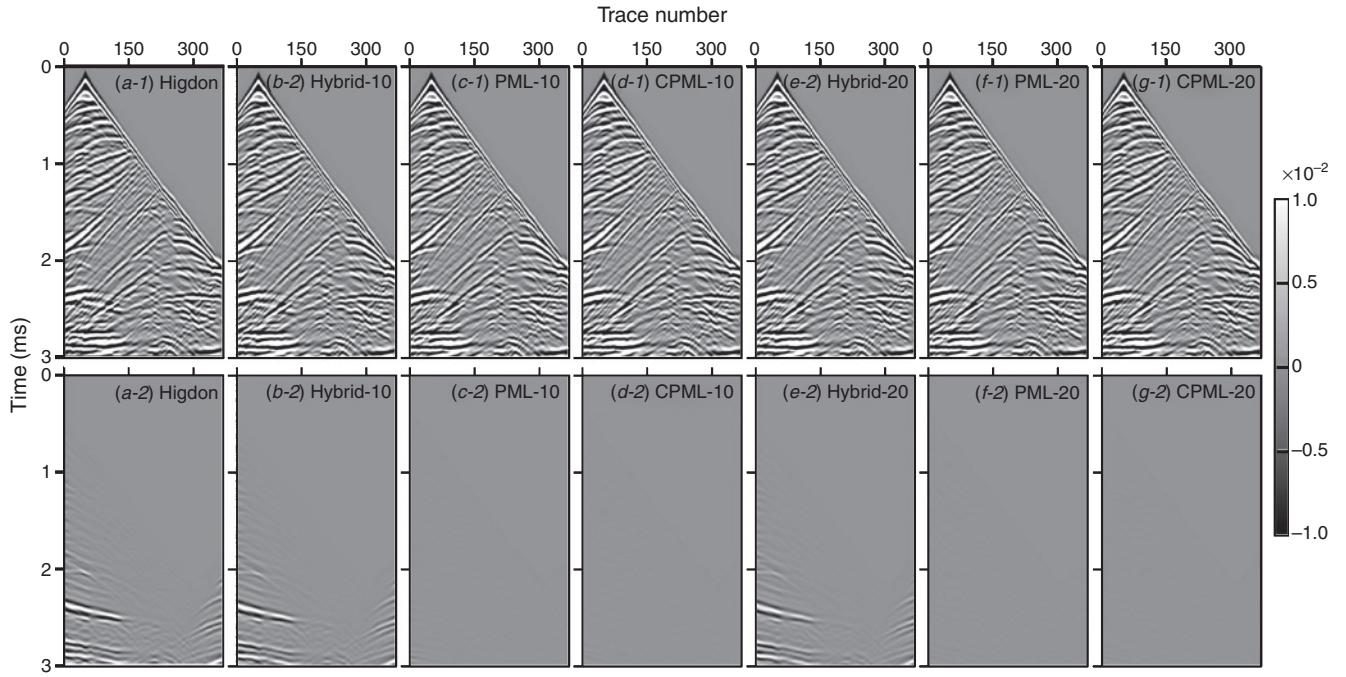 Trace number
0 150 300 0 150 300 0 150 300 0 150 300 0 150 300 0 150 300 0 150 300
0
(a-1) Higdon (b-2) Hybrid-10 (c-1) PML-10 (d-1) CPML-10 (e-2) Hybrid-20 (f-1) PML-20 (g-1) CPML-20
1
2
3
Time (ms)
0
(a-2) Higdon (b-2) Hybrid-10 (c-2) PML-10 (d-2) CPML-10 (e-2) Hybrid-20 (f-2) PML-20 (g-2) CPML-20
1
2
3
×10⁻²
1.0
0.5
0
−0.5
−1.0